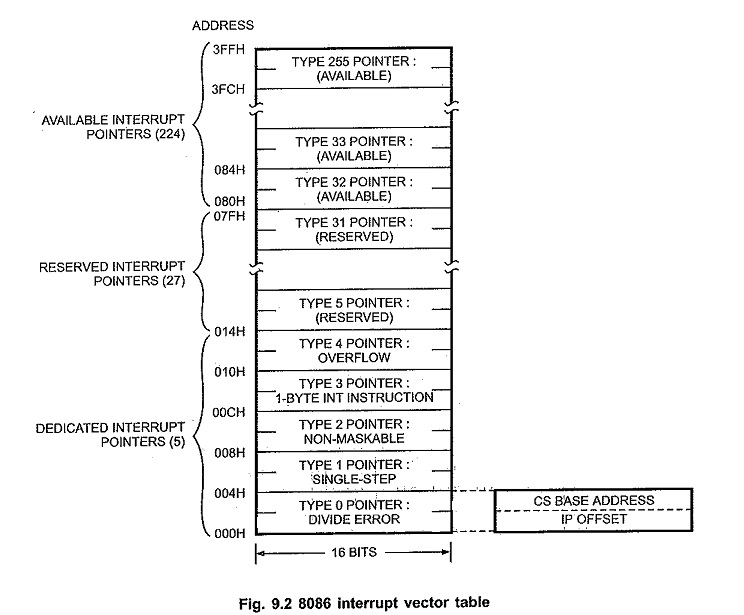 ADDRESS
3FFH
TYPE 255 POINTER :
(AVAILABLE)
3FCH
AVAILABLE INTERRUPT
POINTERS (224)
TYPE 33 POINTER :
(AVAILABLE)
084H
TYPE 32 POINTER :
(AVAILABLE)
080H
07FH
TYPE 31 POINTER :
(RESERVED)
RESERVED INTERRUPT
POINTERS (27)
TYPE 5 POINTER :
(RESERVED)
014H
TYPE 4 POINTER :
OVERFLOW
010H
TYPE 3 POINTER :
1-BYTE INT INSTRUCTION
00CH
DEDICATED INTERRUPT
POINTERS (5)
TYPE 2 POINTER :
NON-MASKABLE
008H
TYPE 1 POINTER :
SINGLE-STEP
004H
TYPE 0 POINTER :
DIVIDE ERROR
000H
CS BASE ADDRESS
IP OFFSET
16 BITS
Fig. 9.2 8086 interrupt vector table